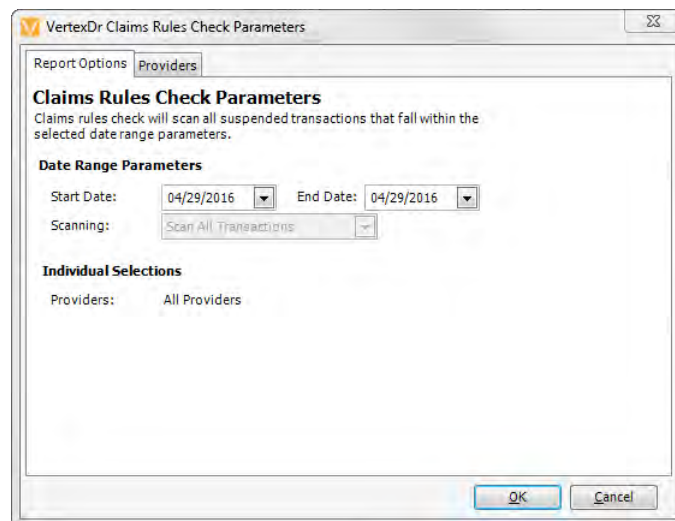 VertexDr Claims Rules Check Parameters
Report Options Providers
Claims Rules Check Parameters
Claims rules check will scan all suspended transactions that fall within the
selected date range parameters.
Date Range Parameters
Start Date: 04/29/2016 End Date: 04/29/2016
Scanning: Scan All Transactions
Individual Selections
Providers: All Providers
OK Cancel